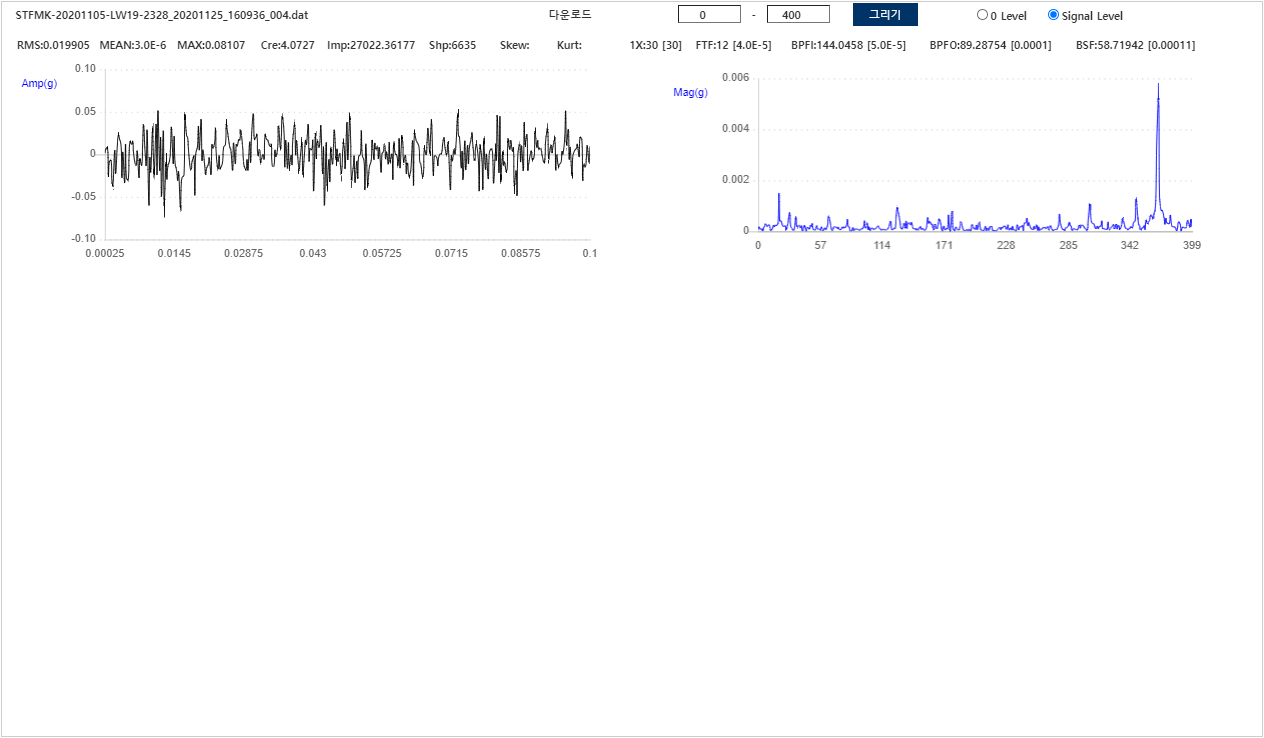 STFMK-20201105-LW19-2328_20201125_160936_004.dat 다운로드 0 - 400 그리기 0 Level Signal Level
RMS:0.019905 MEAN:3.0E-6 MAX:0.08107 Cre:4.0727 Imp:27022.36177 Shp:6635 Skew: Kurt: 1X:30 [30] FTF:12 [4.0E-5] BPFI:144.0458 [5.0E-5] BPFO:89.28754 [0.0001] BSF:58.71942 [0.00011]
Amp(g)
0.10
0.05
0
-0.05
-0.10
0.00025 0.0145 0.02875 0.043 0.05725 0.0715 0.08575 0.1
Mag(g)
0.006
0.004
0.002
0
0 57 114 171 228 285 342 399